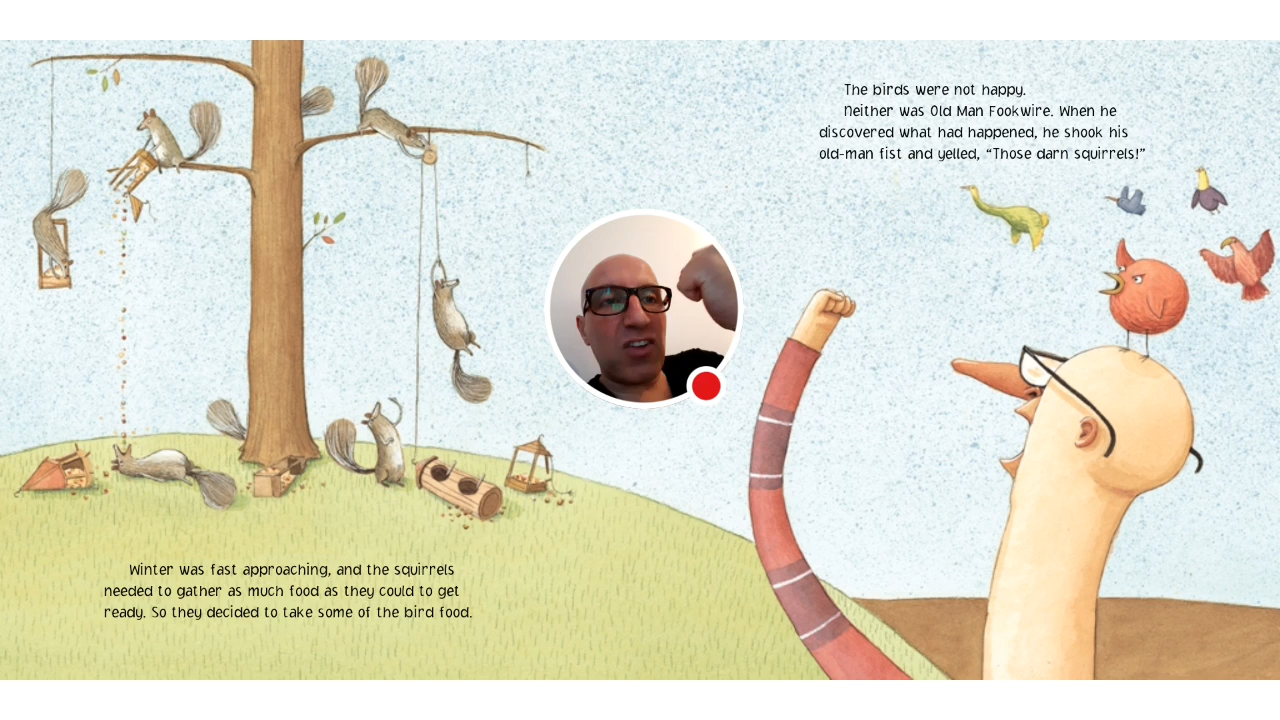 Winter was fast approaching, and the squirrels
needed to gather as much food as they could to get
ready. So they decided to take some of the bird food.
The birds were not happy.
Neither was Old Man Fookwire. When he
discovered what had happened, he shook his
old-man fist and yelled, “Those darn squirrels!”